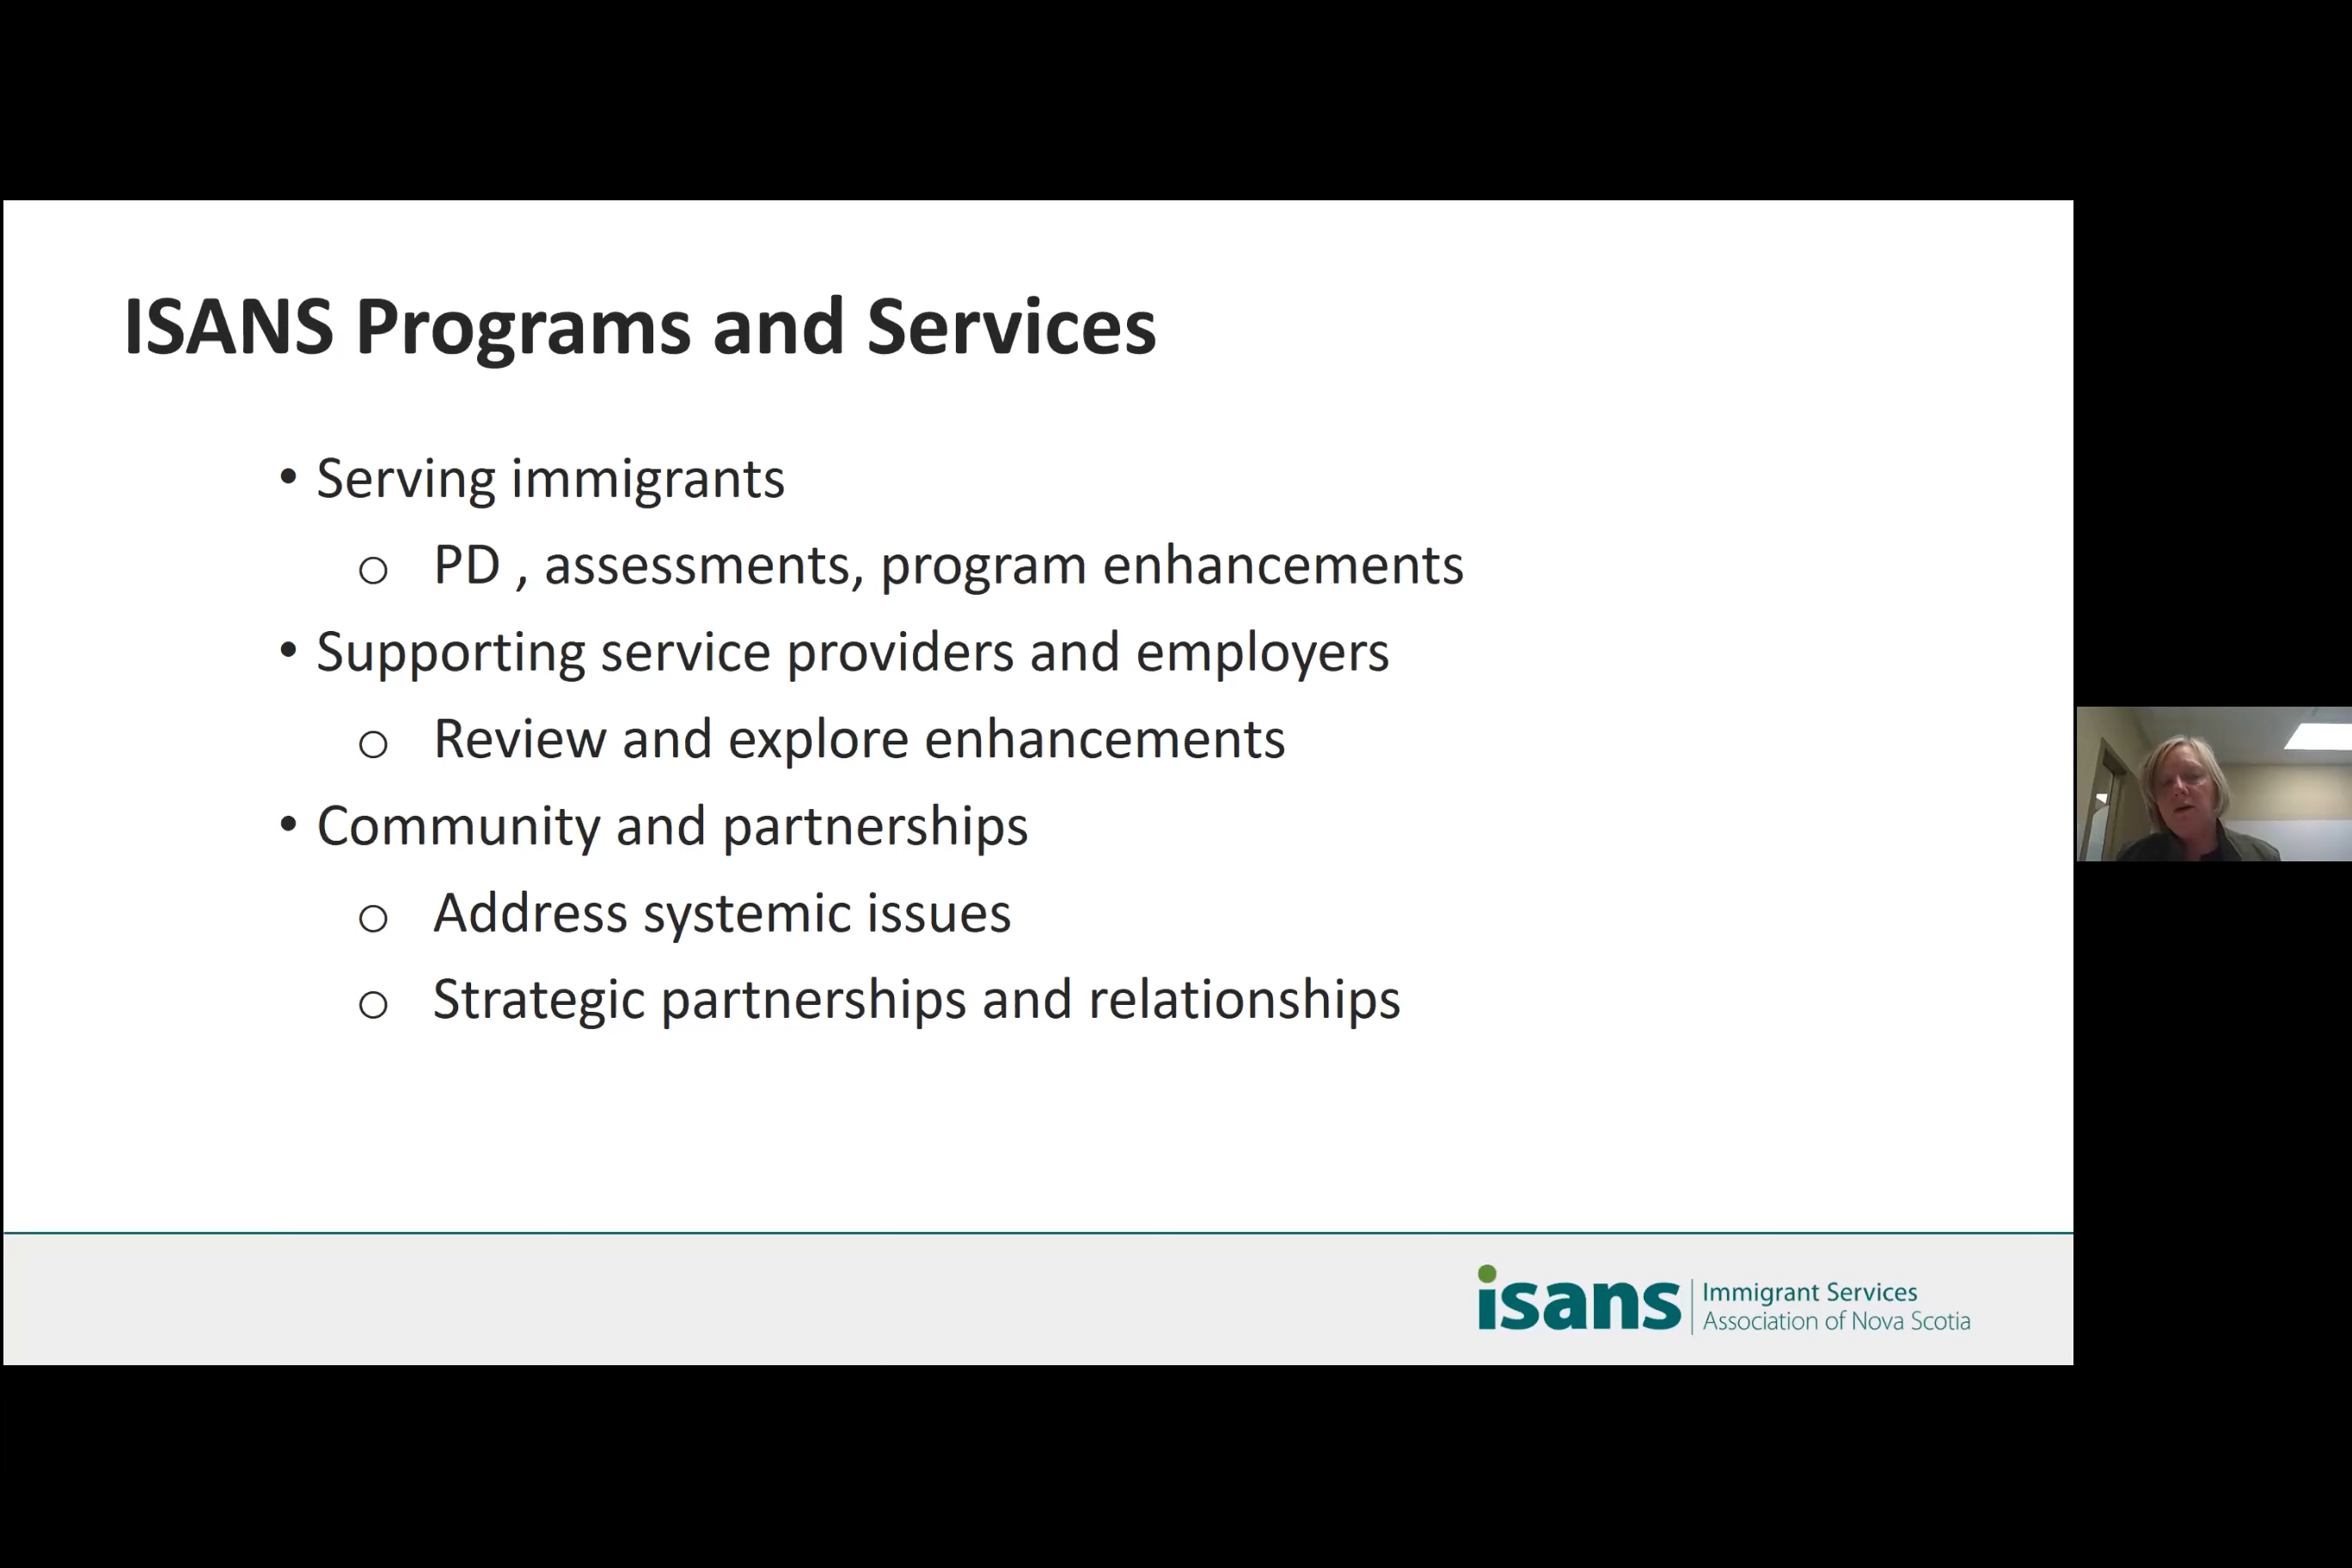 ISANS Programs and Services
• Serving immigrants
o PD , assessments, program enhancements
• Supporting service providers and employers
o Review and explore enhancements
• Community and partnerships
o Address systemic issues
o Strategic partnerships and relationships
isans
Immigrant Services
Association of Nova Scotia